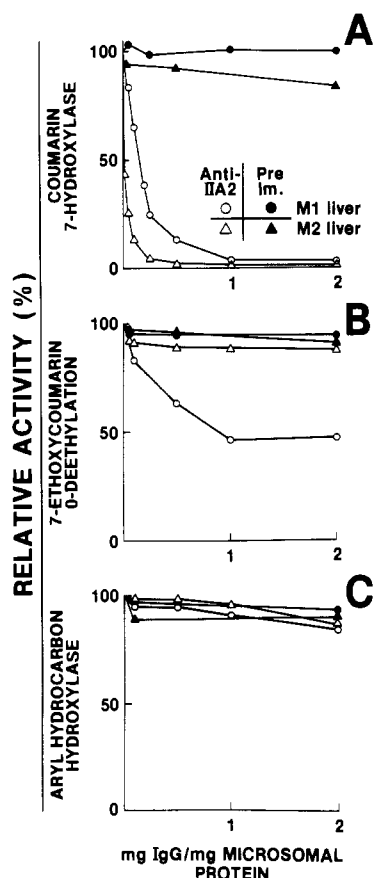 RELATIVE ACTIVITY (%)
A
COUMARIN
7-HYDROXYLASE
100
50
0
Anti-
IIA2
Pre
im.
M1 liver
M2 liver
1
2
B
7-ETHOXYCOUMARIN
0-DEETHYLATION
100
50
0
1
2
C
ARYL HYDROCARBON
HYDROXYLASE
100
50
0
1
2
mg IgG/mg MICROSOMAL
PROTEIN